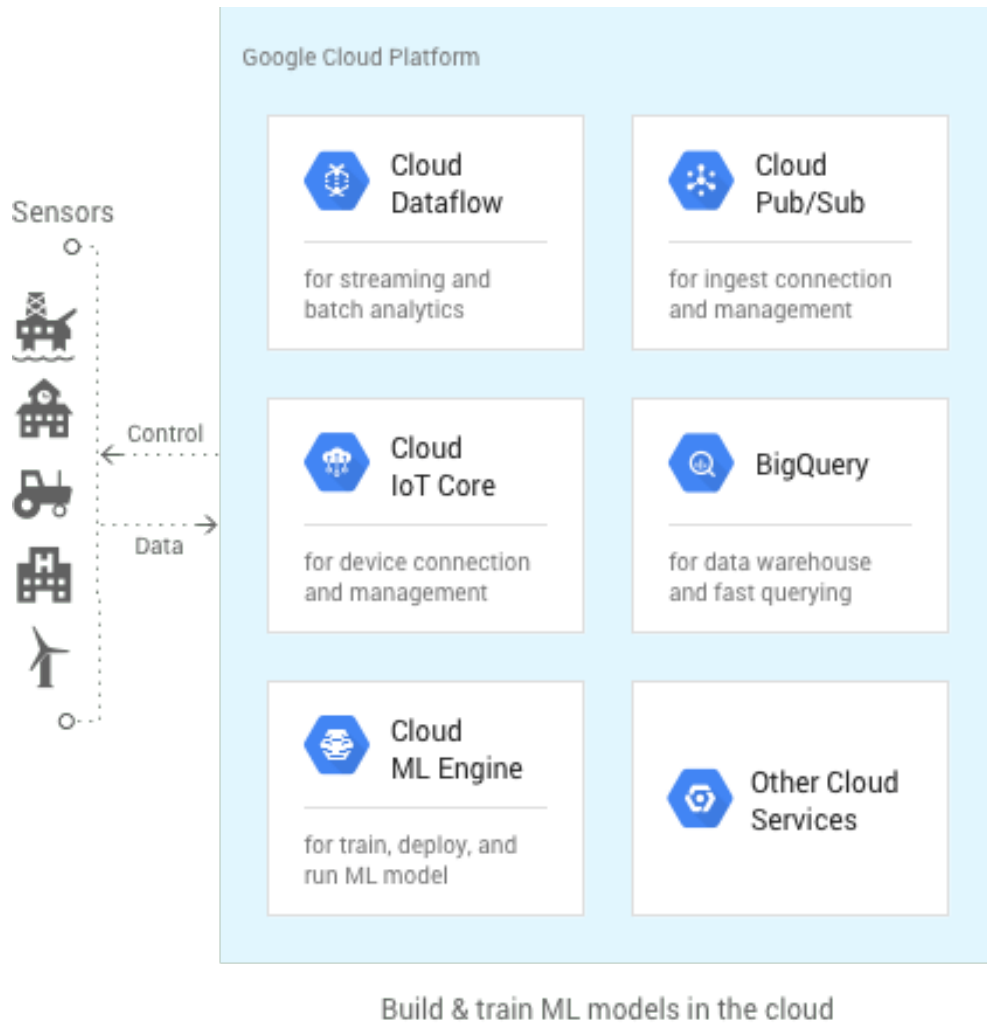 Google Cloud Platform
Sensors
Control
Data
Cloud
Dataflow
for streaming and
batch analytics
Cloud
Pub/Sub
for ingest connection
and management
Cloud
IoT Core
for device connection
and management
BigQuery
for data warehouse
and fast querying
Cloud
ML Engine
for train, deploy, and
run ML model
Other Cloud
Services
Build & train ML models in the cloud